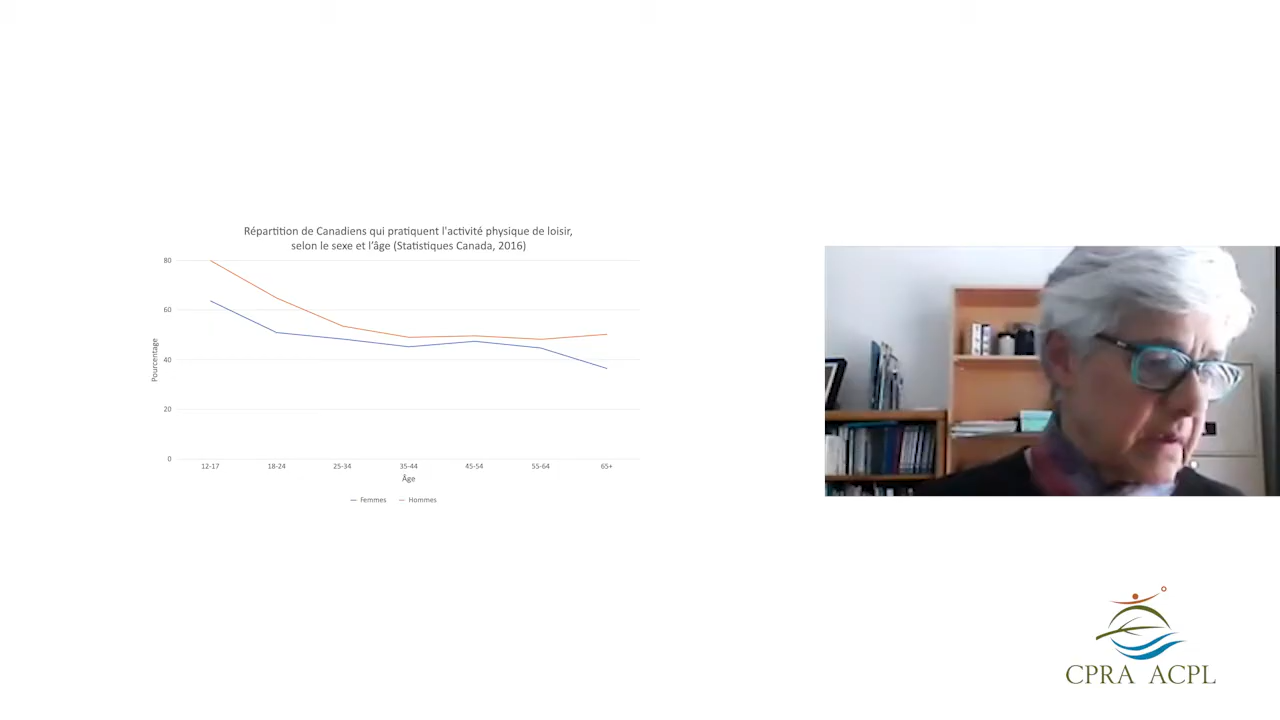 Répartition de Canadiens qui pratiquent l'activité physique de loisir,
selon le sexe et l’âge (Statistiques Canada, 2016)
80
60
40
20
0
Pourcentage
12-17 18-24 25-34 35-44 45-54 55-64 65+
Âge
Femmes Hommes
CPRA ACPL